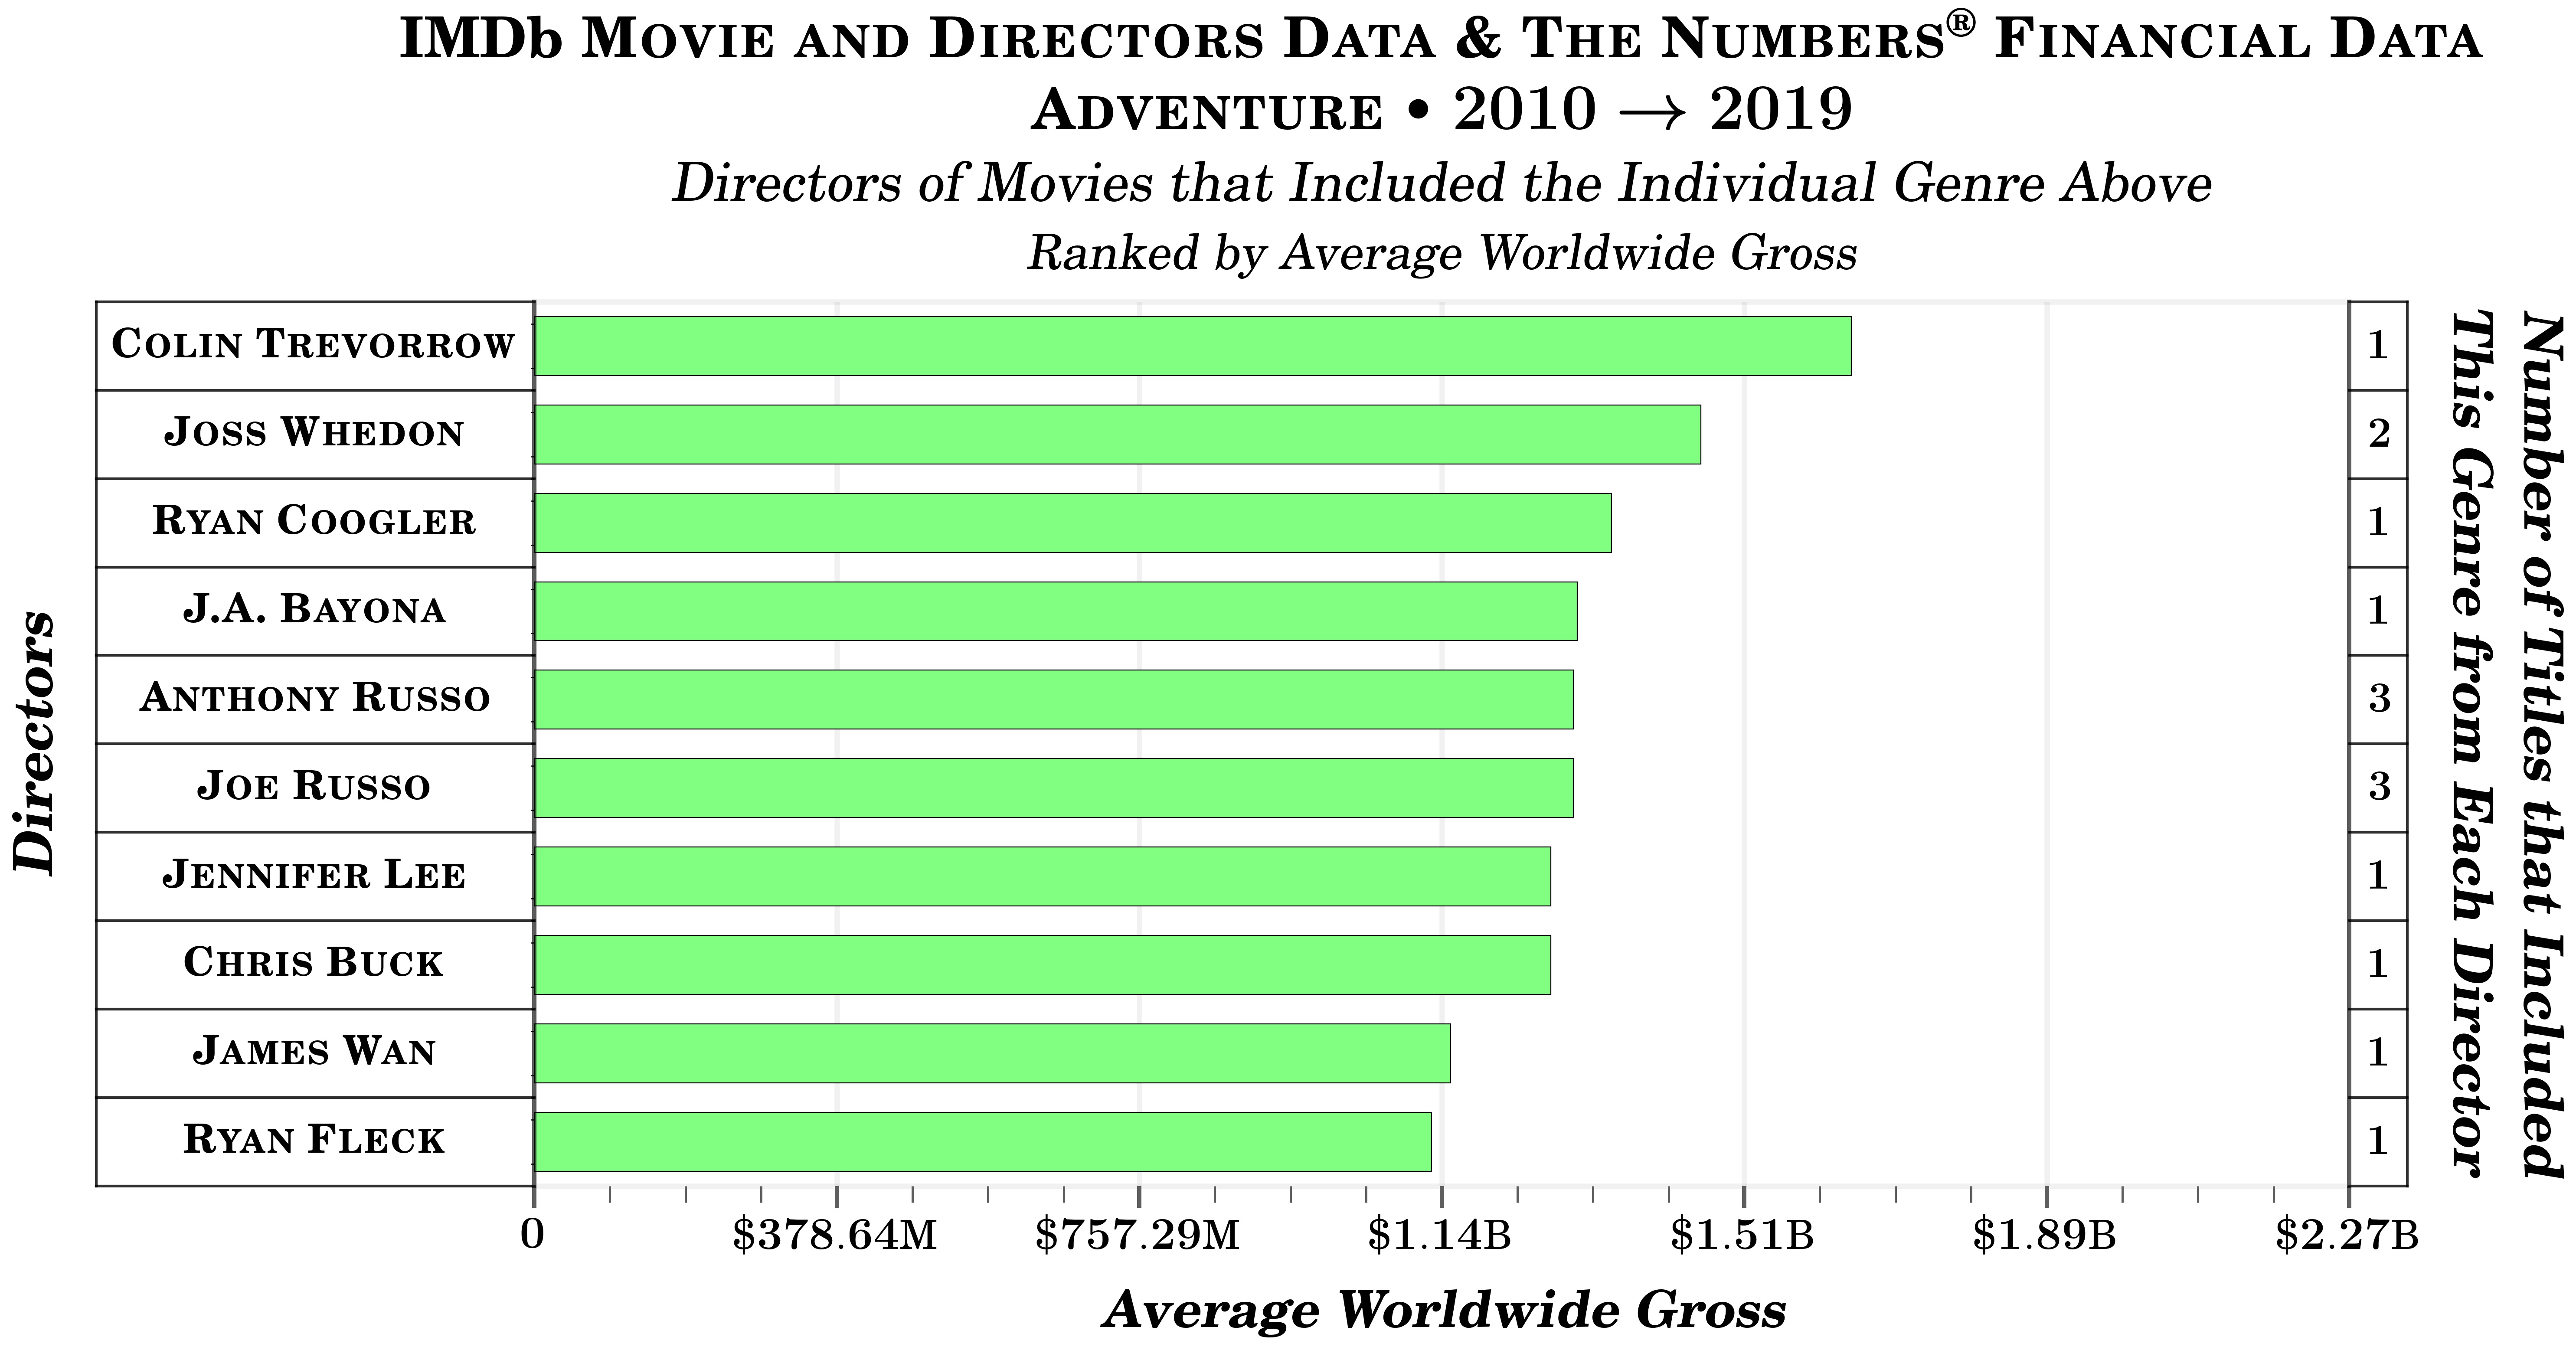 IMDb Movie and Directors Data & The Numbers® Financial Data
Adventure • 2010 → 2019
Directors of Movies that Included the Individual Genre Above
Ranked by Average Worldwide Gross
Directors
Colin Trevorrow 1
Joss Whedon 2
Ryan Coogler 1
J.A. Bayona 1
Anthony Russo 3
Joe Russo 3
Jennifer Lee 1
Chris Buck 1
James Wan 1
Ryan Fleck 1
Number of Titles that Included
This Genre from Each Director
0 $378.64M $757.29M $1.14B $1.51B $1.89B $2.27B
Average Worldwide Gross